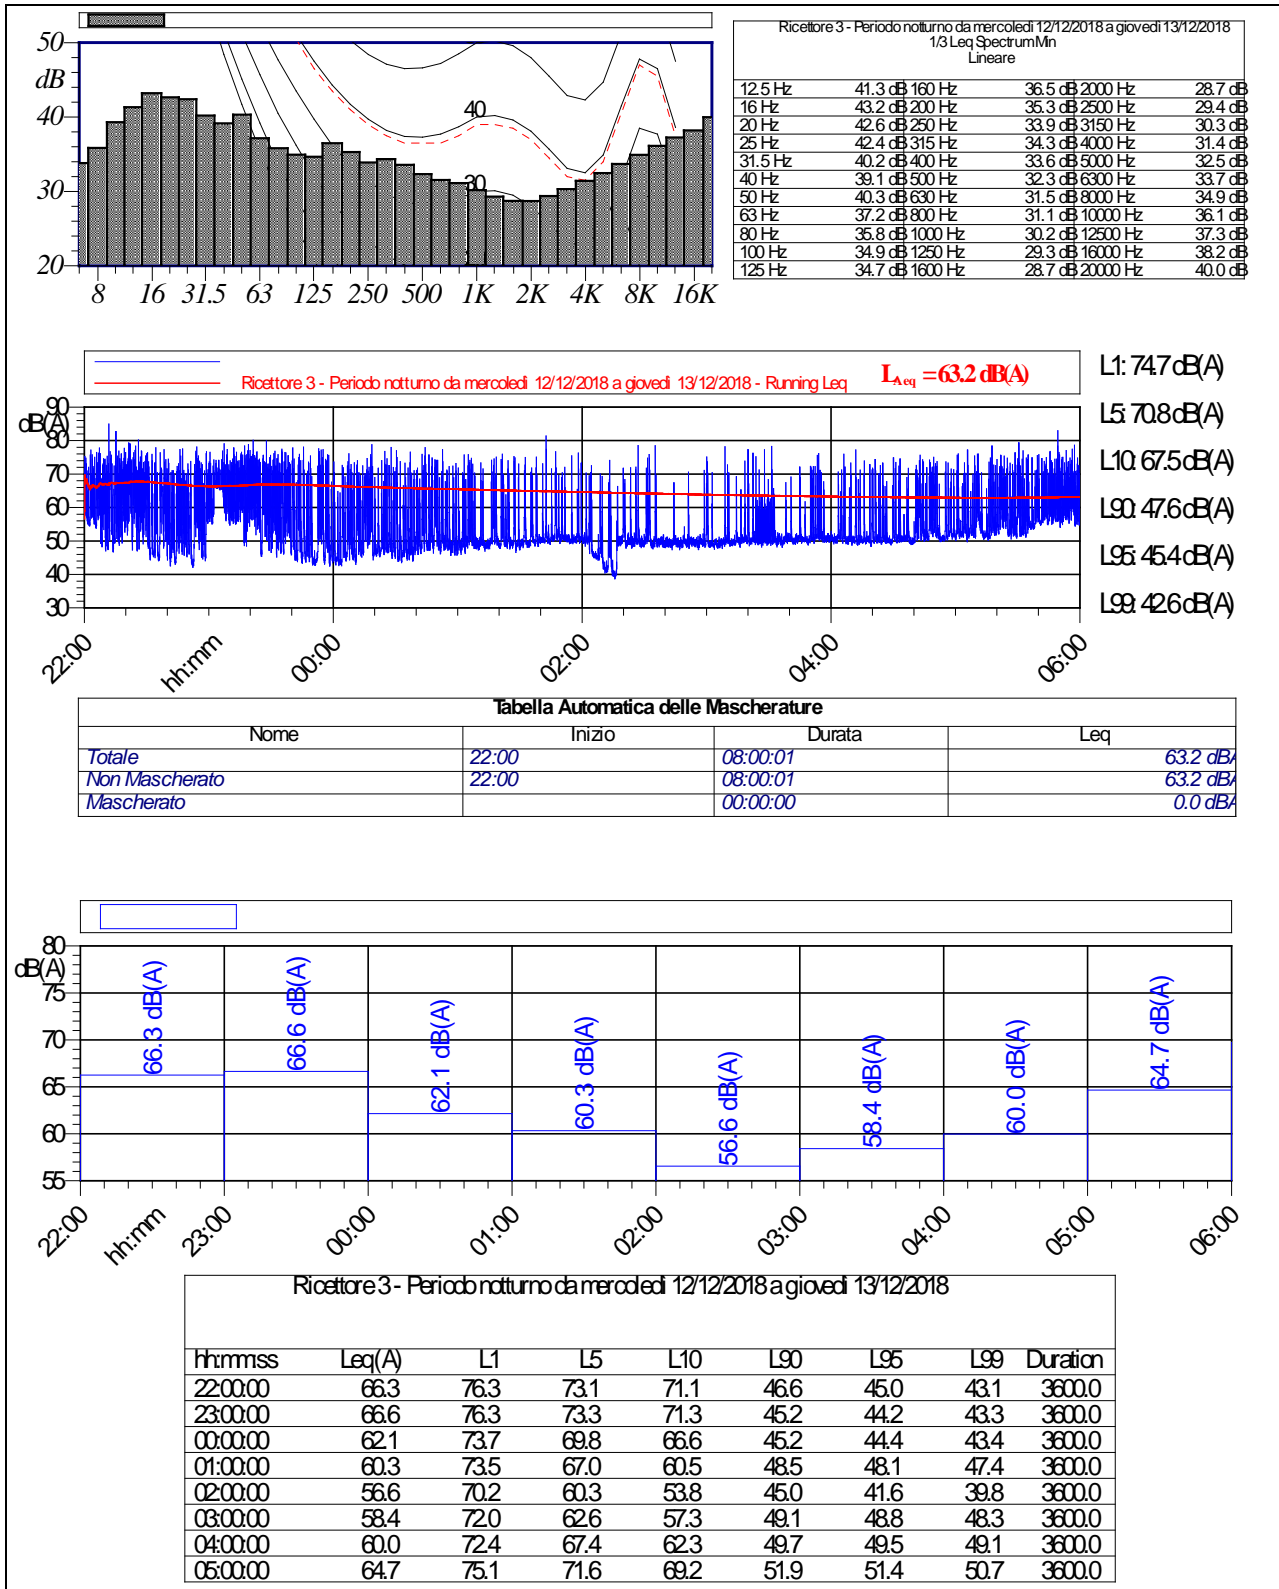 Ricettore 3 - Periodo notturno da mercoledì 12/12/2018 a giovedì 13/12/2018
1/3 Leq Spectrum Min
Lineare
12.5 Hz 41.3 dB 160 Hz 36.5 dB 2000 Hz 28.7 dB
16 Hz 43.2 dB 200 Hz 35.3 dB 2500 Hz 29.4 dB
20 Hz 42.6 dB 250 Hz 33.9 dB 3150 Hz 30.3 dB
25 Hz 42.4 dB 315 Hz 34.3 dB 4000 Hz 31.4 dB
31.5 Hz 40.2 dB 400 Hz 33.6 dB 5000 Hz 32.5 dB
40 Hz 39.1 dB 500 Hz 32.3 dB 6300 Hz 33.7 dB
50 Hz 40.3 dB 630 Hz 31.5 dB 8000 Hz 34.9 dB
63 Hz 37.2 dB 800 Hz 31.1 dB 10000 Hz 36.1 dB
80 Hz 35.8 dB 1000 Hz 30.2 dB 12500 Hz 37.3 dB
100 Hz 34.9 dB 1250 Hz 29.3 dB 16000 Hz 38.2 dB
125 Hz 34.7 dB 1600 Hz 28.7 dB 20000 Hz 40.0 dB
50
dB
40
30
20
40
30
8 16 31.5 63 125 250 500 1K 2K 4K 8K 16K
Ricettore 3 - Periodo notturno da mercoledì 12/12/2018 a giovedì 13/12/2018 - Running Leq
LAeq = 63.2 dB(A)
L1: 74.7 dB(A)
L5: 70.8 dB(A)
L10: 67.5 dB(A)
L90: 47.6 dB(A)
L95: 45.4 dB(A)
L99: 42.6 dB(A)
90
dB(A)
80
70
60
50
40
30
22:00 hh:mm 00:00 02:00 04:00 06:00
Tabella Automatica delle Mascherature
Nome Inizio Durata Leq
Totale 22:00 08:00:01 63.2 dBA
Non Mascherato 22:00 08:00:01 63.2 dBA
Mascherato 00:00:00 0.0 dBA
80
dB(A)
75
70
65
60
55
66.3 dB(A)
66.6 dB(A)
62.1 dB(A)
60.3 dB(A)
56.6 dB(A)
58.4 dB(A)
60.0 dB(A)
64.7 dB(A)
22:00 hh:mm 23:00 00:00 01:00 02:00 03:00 04:00 05:00 06:00
Ricettore 3 - Periodo notturno da mercoledì 12/12/2018 a giovedì 13/12/2018
hh:mm:ss Leq(A) L1 L5 L10 L90 L95 L99 Duration
22:00:00 66.3 76.3 73.1 71.1 46.6 45.0 43.1 3600.0
23:00:00 66.6 76.3 73.3 71.3 45.2 44.2 43.3 3600.0
00:00:00 62.1 73.7 69.8 66.6 45.2 44.4 43.4 3600.0
01:00:00 60.3 73.5 67.0 60.5 48.5 48.1 47.4 3600.0
02:00:00 56.6 70.2 60.3 53.8 45.0 41.6 39.8 3600.0
03:00:00 58.4 72.0 62.6 57.3 49.1 48.8 48.3 3600.0
04:00:00 60.0 72.4 67.4 62.3 49.7 49.5 49.1 3600.0
05:00:00 64.7 75.1 71.6 69.2 51.9 51.4 50.7 3600.0